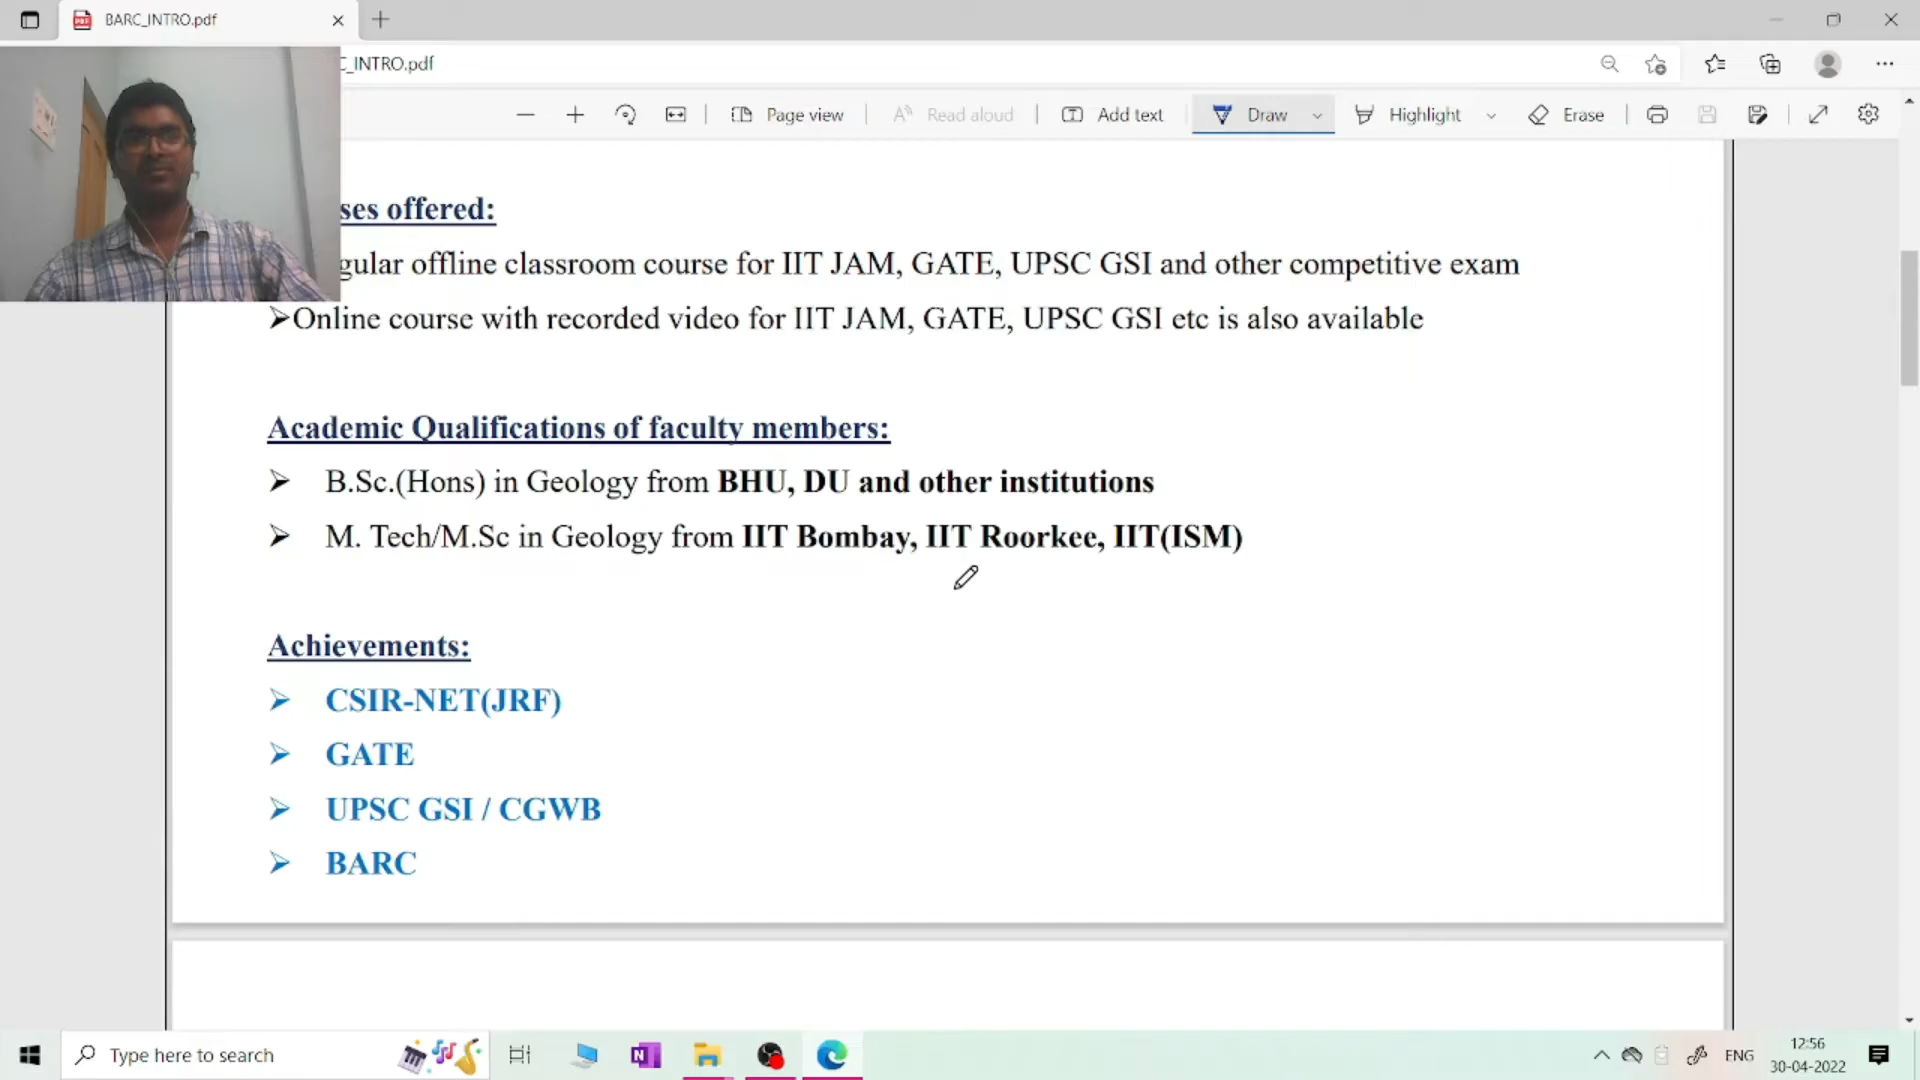 BARC_INTRO.pdf
C_INTRO.pdf
Page view
Read aloud
Add text
Draw
Highlight
Erase
ses offered:
gular offline classroom course for IIT JAM, GATE, UPSC GSI and other competitive exam
➢Online course with recorded video for IIT JAM, GATE, UPSC GSI etc is also available
Academic Qualifications of faculty members:
➢ B.Sc.(Hons) in Geology from BHU, DU and other institutions
➢ M. Tech/M.Sc in Geology from IIT Bombay, IIT Roorkee, IIT(ISM)
Achievements:
➢ CSIR-NET(JRF)
➢ GATE
➢ UPSC GSI / CGWB
➢ BARC
Type here to search
ENG
12:56
30-04-2022